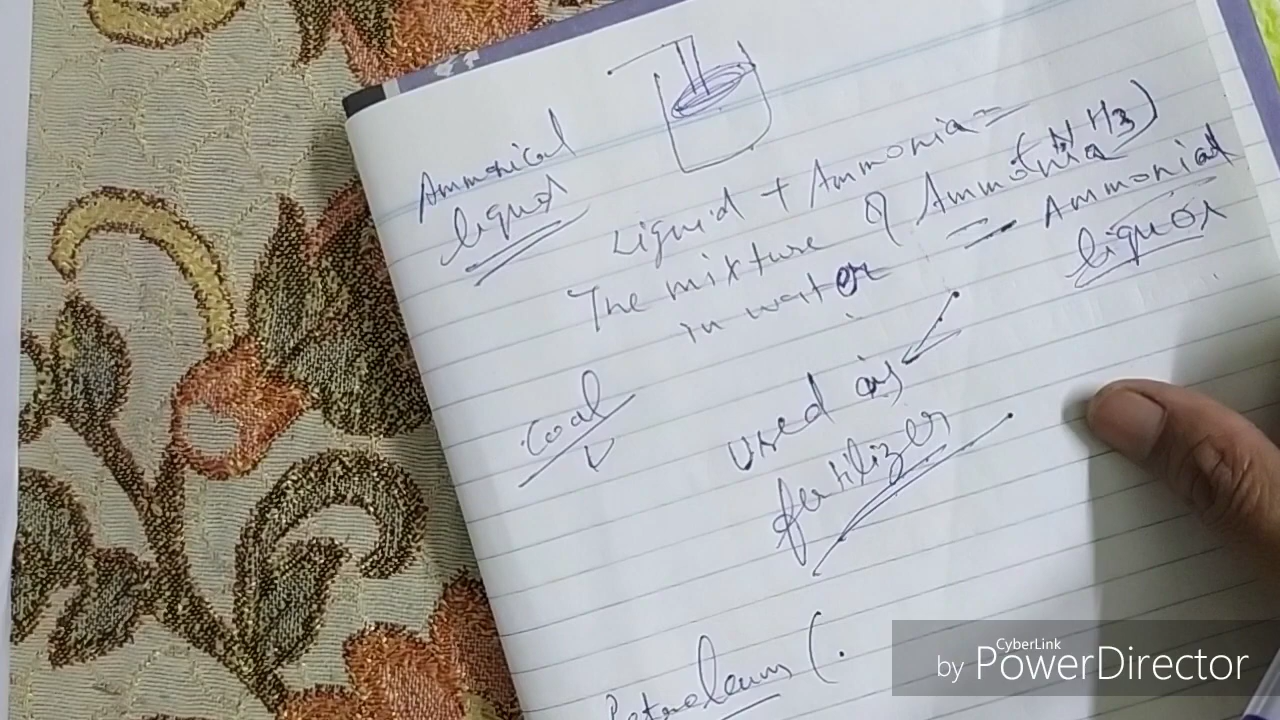 Ammonical
liquor
Liquid + Ammonia =
The mixture of Ammonia (NH3)
in water = Ammonical
liquor
Coal
used as
fertilizer
Petroleum (.
CyberLink
by PowerDirector